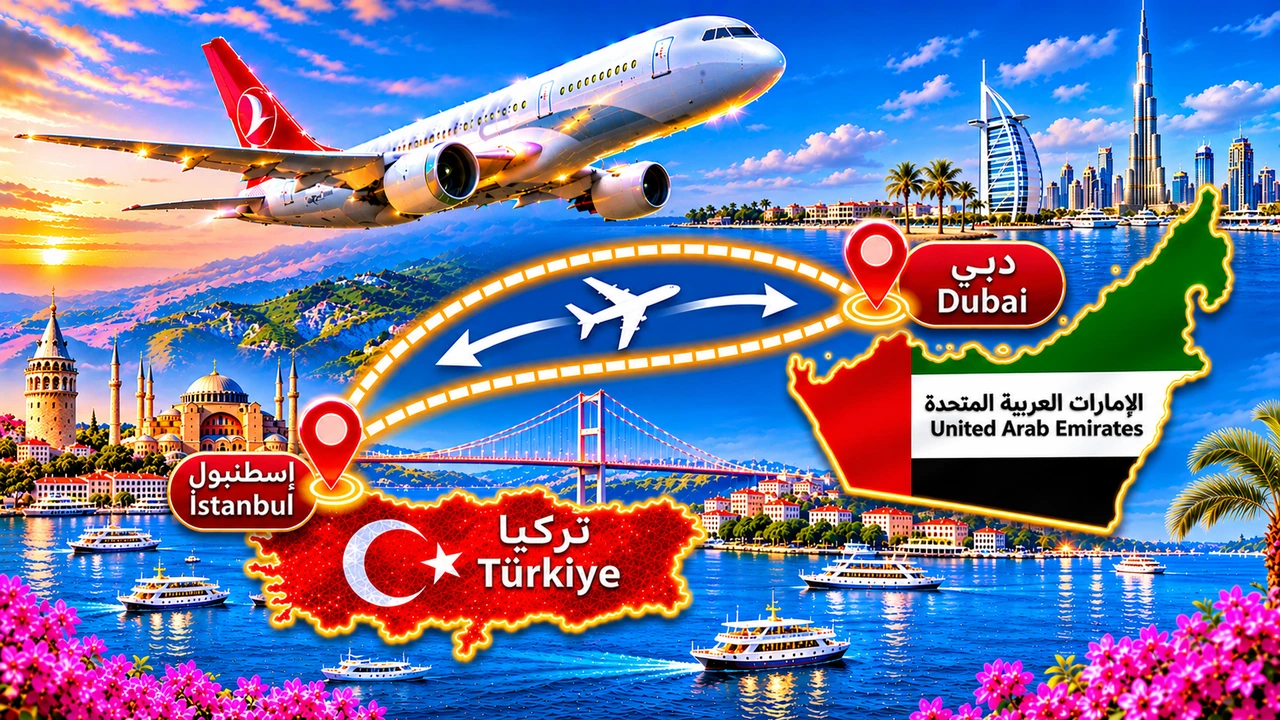 دبي
Dubai
الإمارات العربية المتحدة
United Arab Emirates
إسطنبول
İstanbul
تركيا
Türkiye